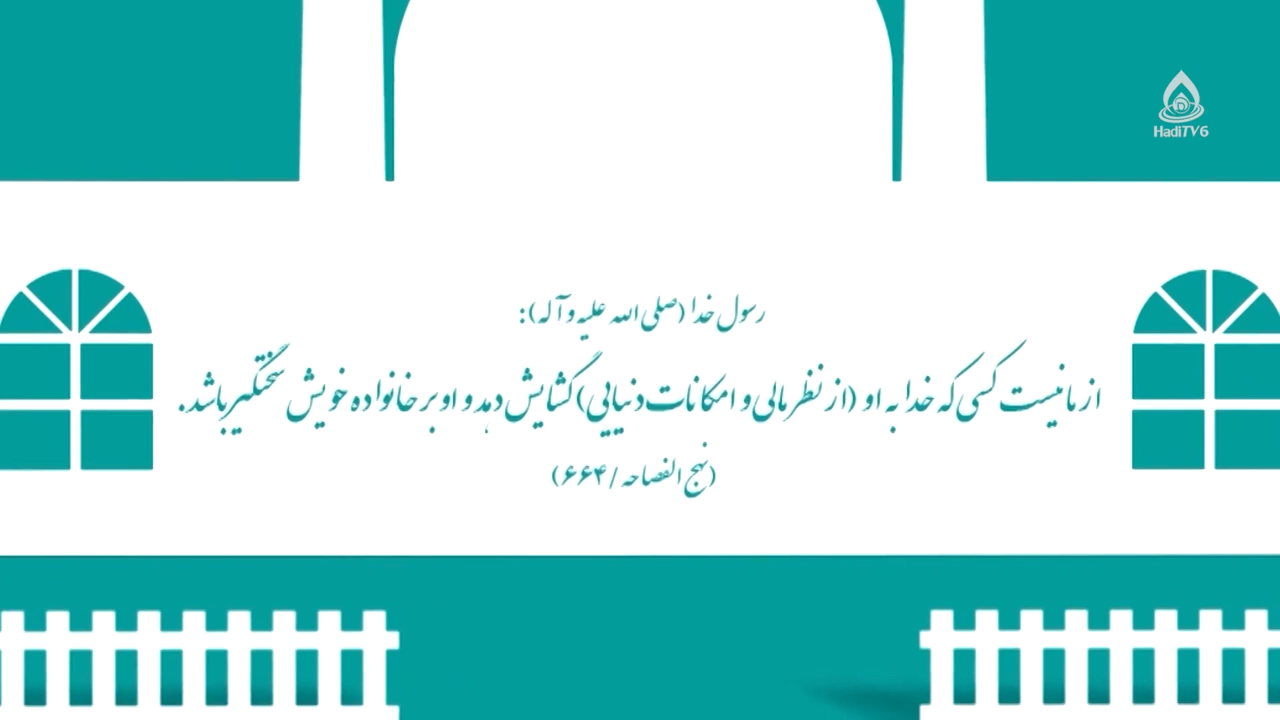 HadiTV6
رسول خدا (صلی الله علیه و آله) :
از ما نیست کسی که خدا به او (از نظر مالی و امکانات دنیایی) گشایش دهد و او بر خانواده خویش سختگیر باشد.
(نهج الفصاحه / ۶۶۴)